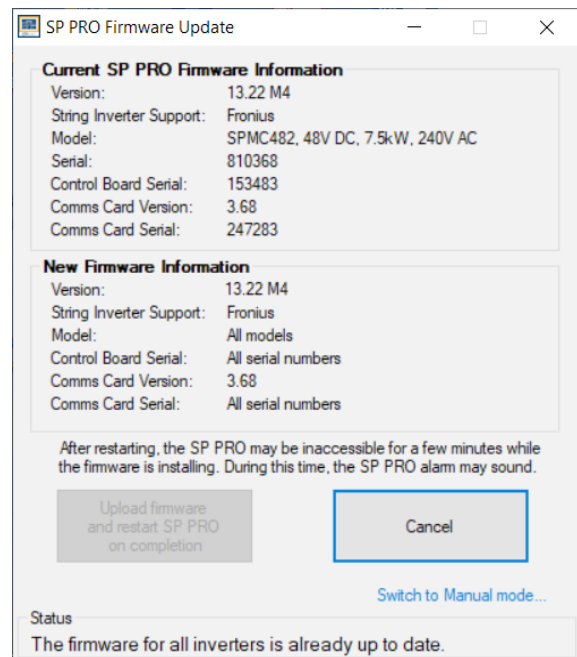 SP PRO Firmware Update
Current SP PRO Firmware Information
Version: 13.22 M4
String Inverter Support: Fronius
Model: SPMC482, 48V DC, 7.5kW, 240V AC
Serial: 810368
Control Board Serial: 153483
Comms Card Version: 3.68
Comms Card Serial: 247283
New Firmware Information
Version: 13.22 M4
String Inverter Support: Fronius
Model: All models
Control Board Serial: All serial numbers
Comms Card Version: 3.68
Comms Card Serial: All serial numbers
After restarting, the SP PRO may be inaccessible for a few minutes while
the firmware is installing. During this time, the SP PRO alarm may sound.
Upload firmware
and restart SP PRO
on completion
Cancel
Switch to Manual mode...
Status
The firmware for all inverters is already up to date.